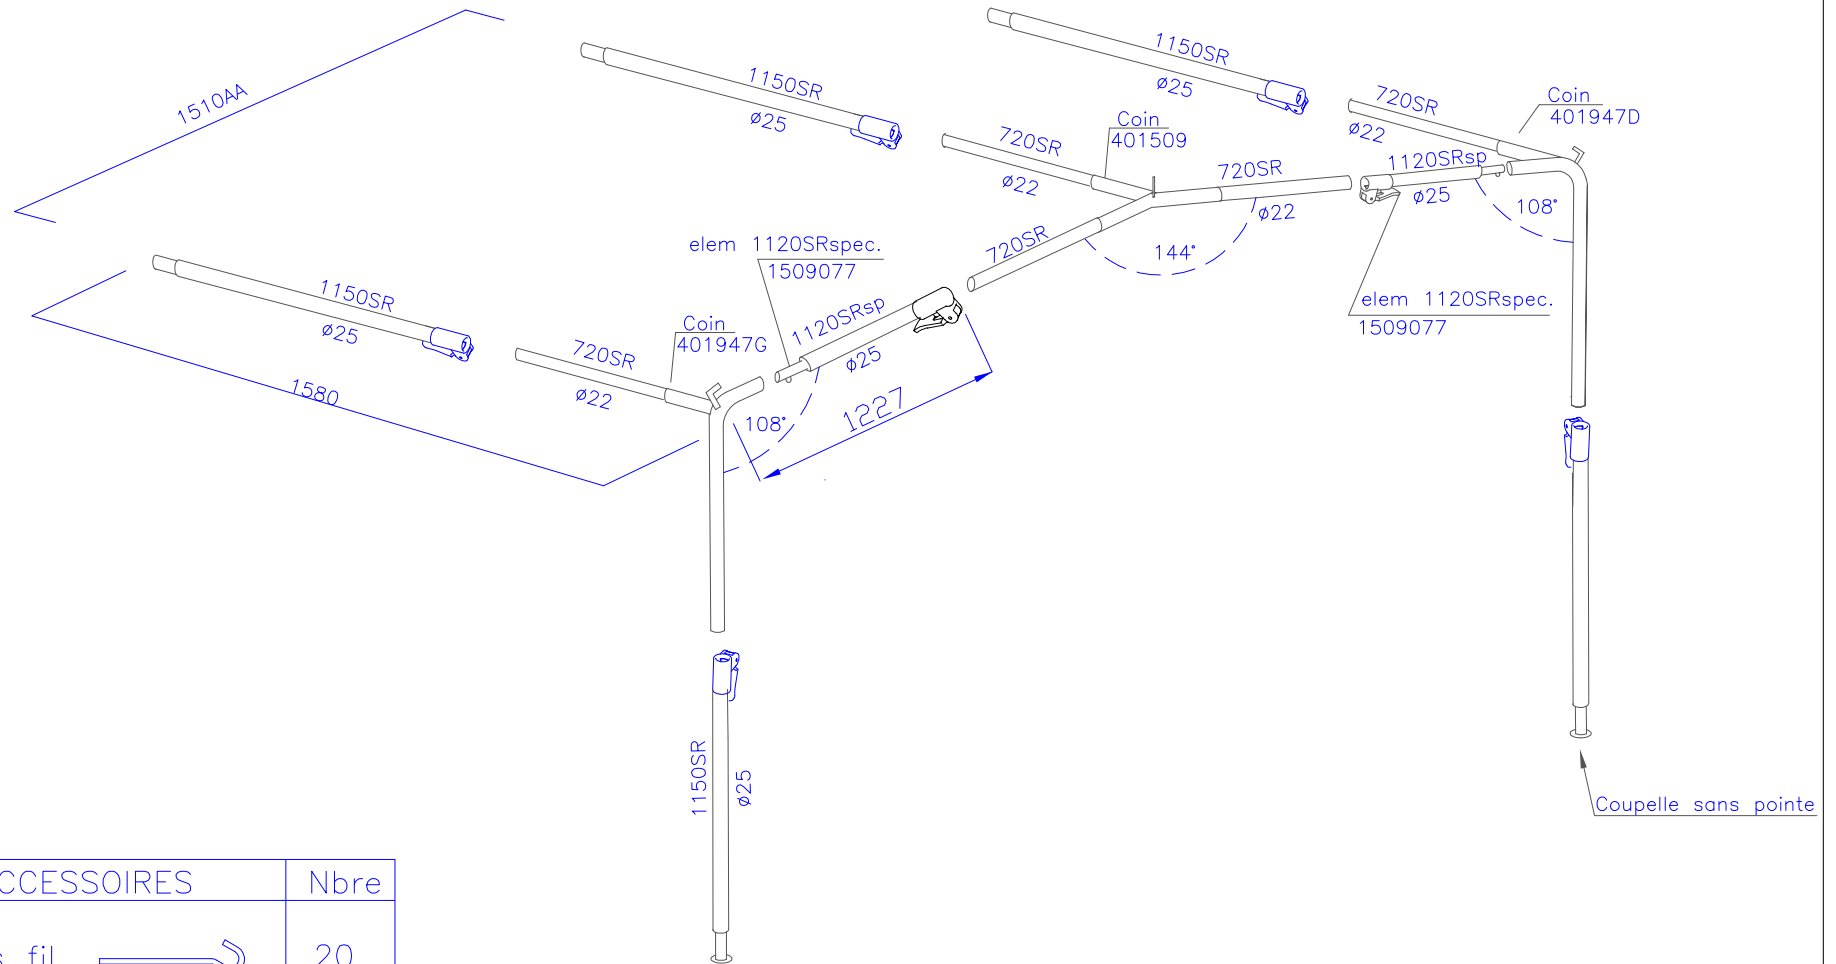 1150SR
ø25
1150SR
ø25
1510AA
720SR
ø22
Coin
401947D
Coin
401509
720SR
ø22
720SR
ø22
1120SRsp
ø25
108°
144°
720SR
elem 1120SRspec.
1509077
elem 1120SRspec.
1509077
1150SR
ø25
1120SRsp
ø25
Coin
401947G
720SR
ø22
1580
108°
1227
1150SR
ø25
Coupelle sans pointe
CCESSOIRES Nbre
s fil 20